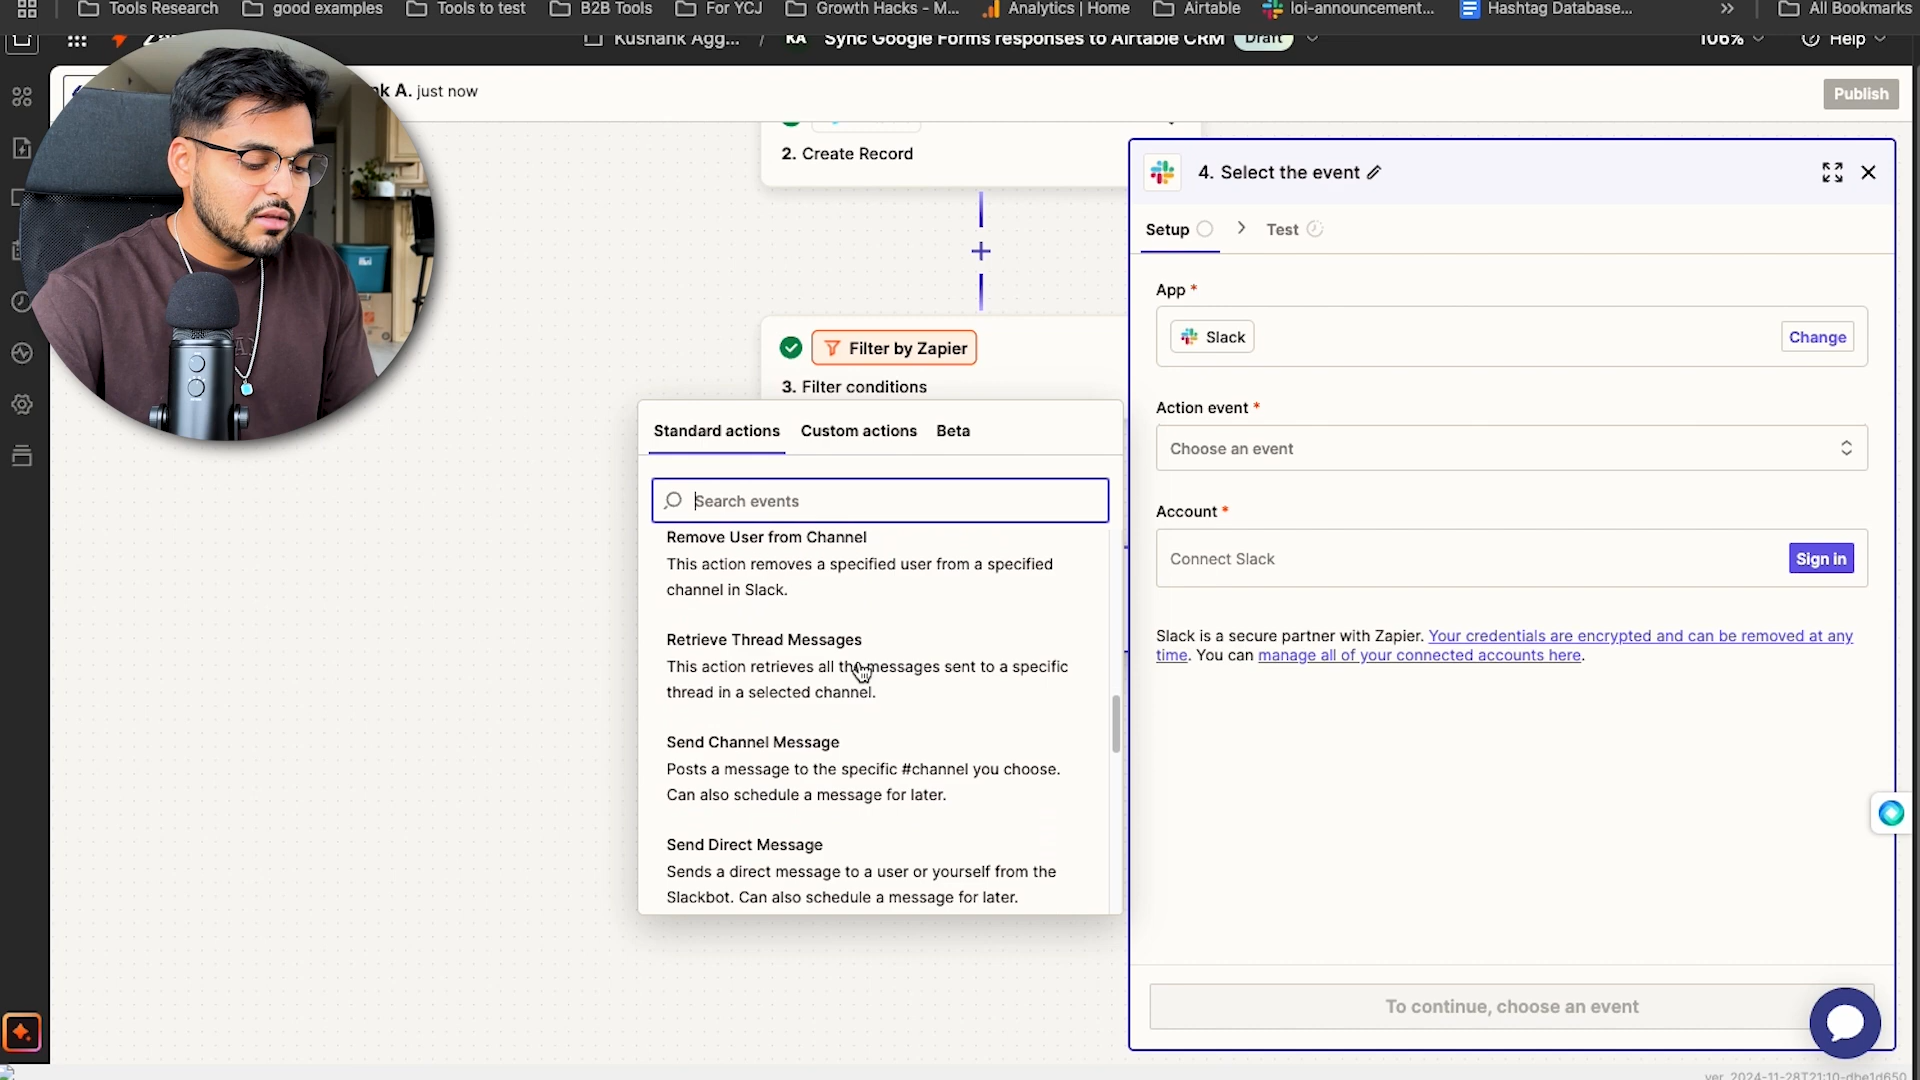 Tools Research
good examples
Tools to test
B2B Tools
For YCJ
Growth Hacks - M...
Analytics | Home
Airtable
loi-announcement...
Hashtag Database...
»
All Bookmarks
Kushank Agg...
/
KA
Sync Google Forms responses to Airtable CRM
Draft
106%
Help
A. just now
Publish
2. Create Record
+
Filter by Zapier
3. Filter conditions
Standard actions
Custom actions
Beta
Search events
Remove User from Channel
This action removes a specified user from a specified
channel in Slack.
Retrieve Thread Messages
This action retrieves all the messages sent to a specific
thread in a selected channel.
Send Channel Message
Posts a message to the specific #channel you choose.
Can also schedule a message for later.
Send Direct Message
Sends a direct message to a user or yourself from the
Slackbot. Can also schedule a message for later.
4. Select the event
Setup
Test
App *
Slack
Change
Action event *
Choose an event
Account *
Connect Slack
Sign in
Slack is a secure partner with Zapier. Your credentials are encrypted and can be removed at any
time. You can manage all of your connected accounts here.
To continue, choose an event